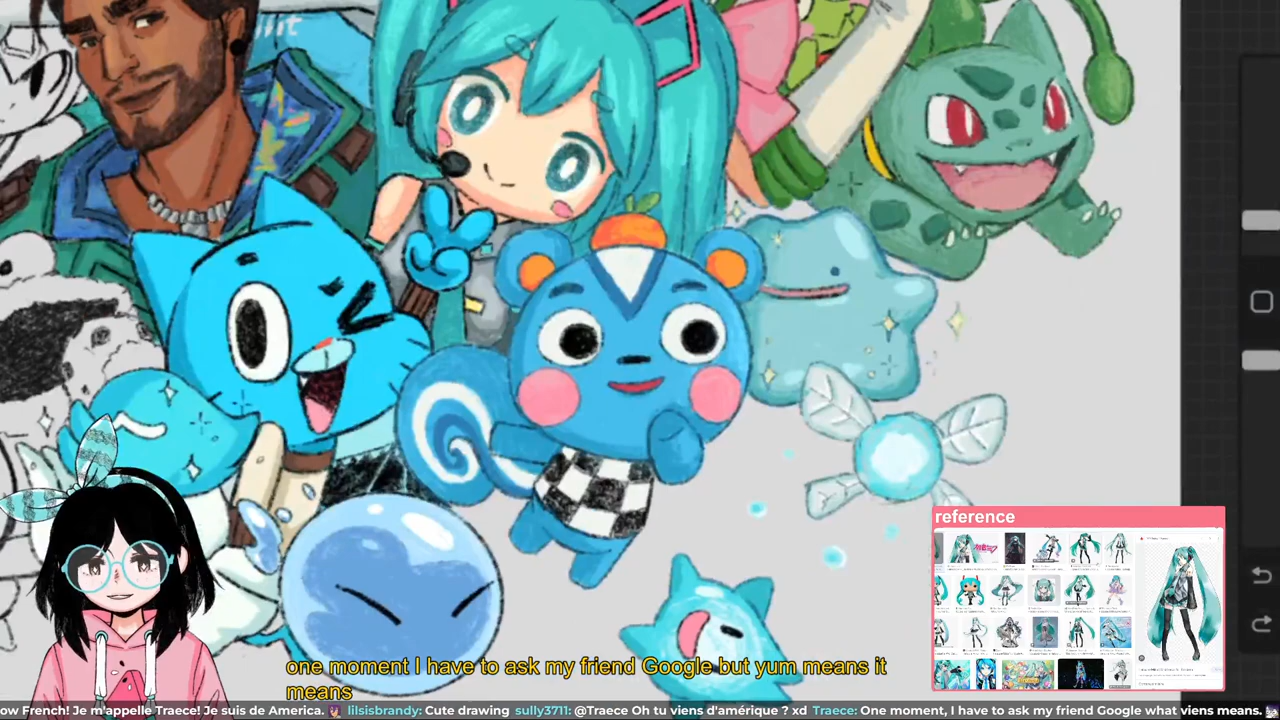 reference
one moment I have to ask my friend Google but yum means it
means
ow French! Je m'appelle Traece! Je suis de America. lilsisbrandy: Cute drawing sully3711: @Traece Oh tu viens d'amérique ? xd Traece: One moment, I have to ask my friend Google what viens means.